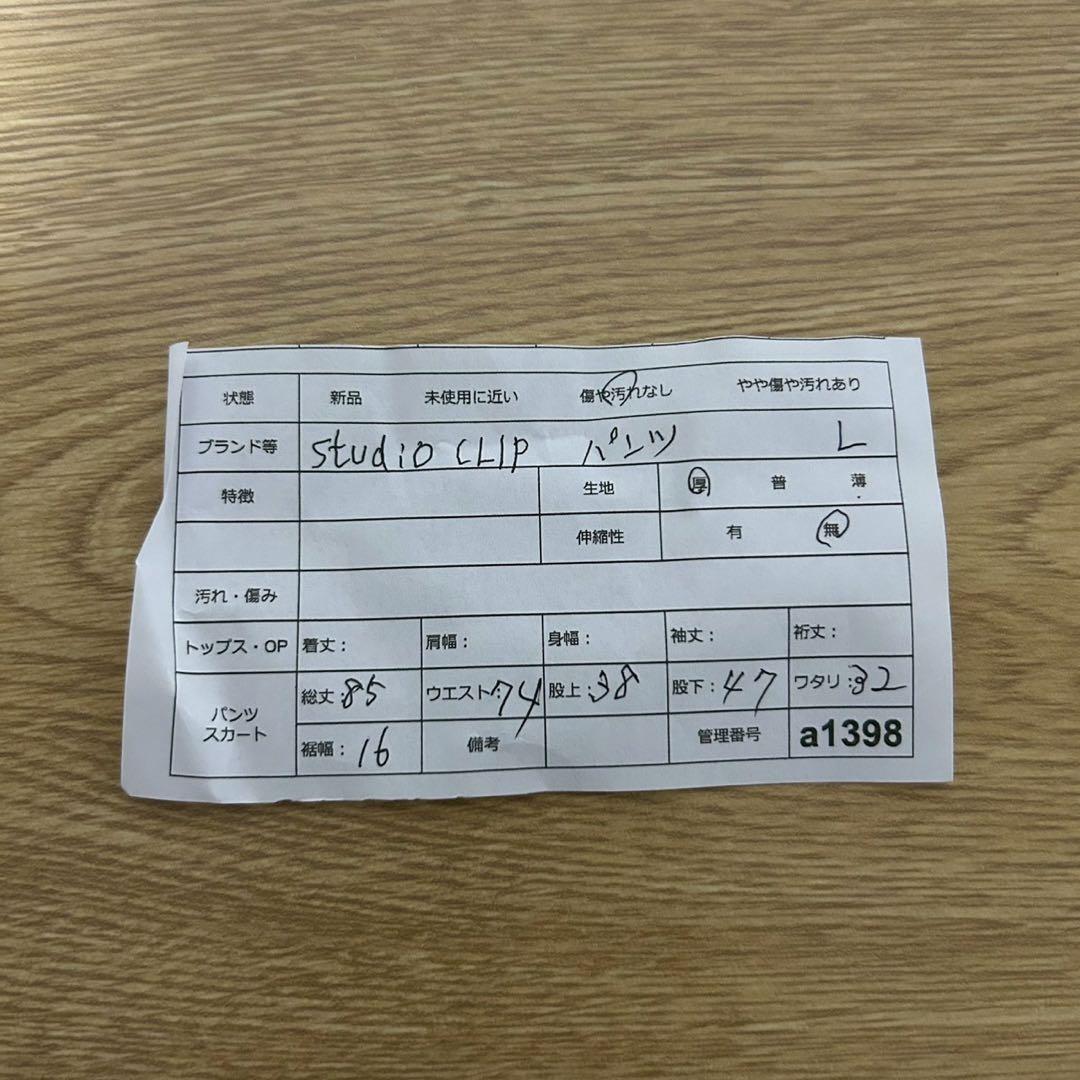 状態 新品 未使用に近い 傷や汚れなし やや傷や汚れあり
ブランド等 studio CLIP パンツ L
特徴 生地 厚 普 薄
伸縮性 有 無
汚れ・傷み
トップス・OP 着丈: 肩幅: 身幅: 袖丈: 裄丈:
パンツ スカート 総丈:85 ウエスト:74 股上:38 股下:47 ワタリ:32
裾幅:16 備考 管理番号 a1398